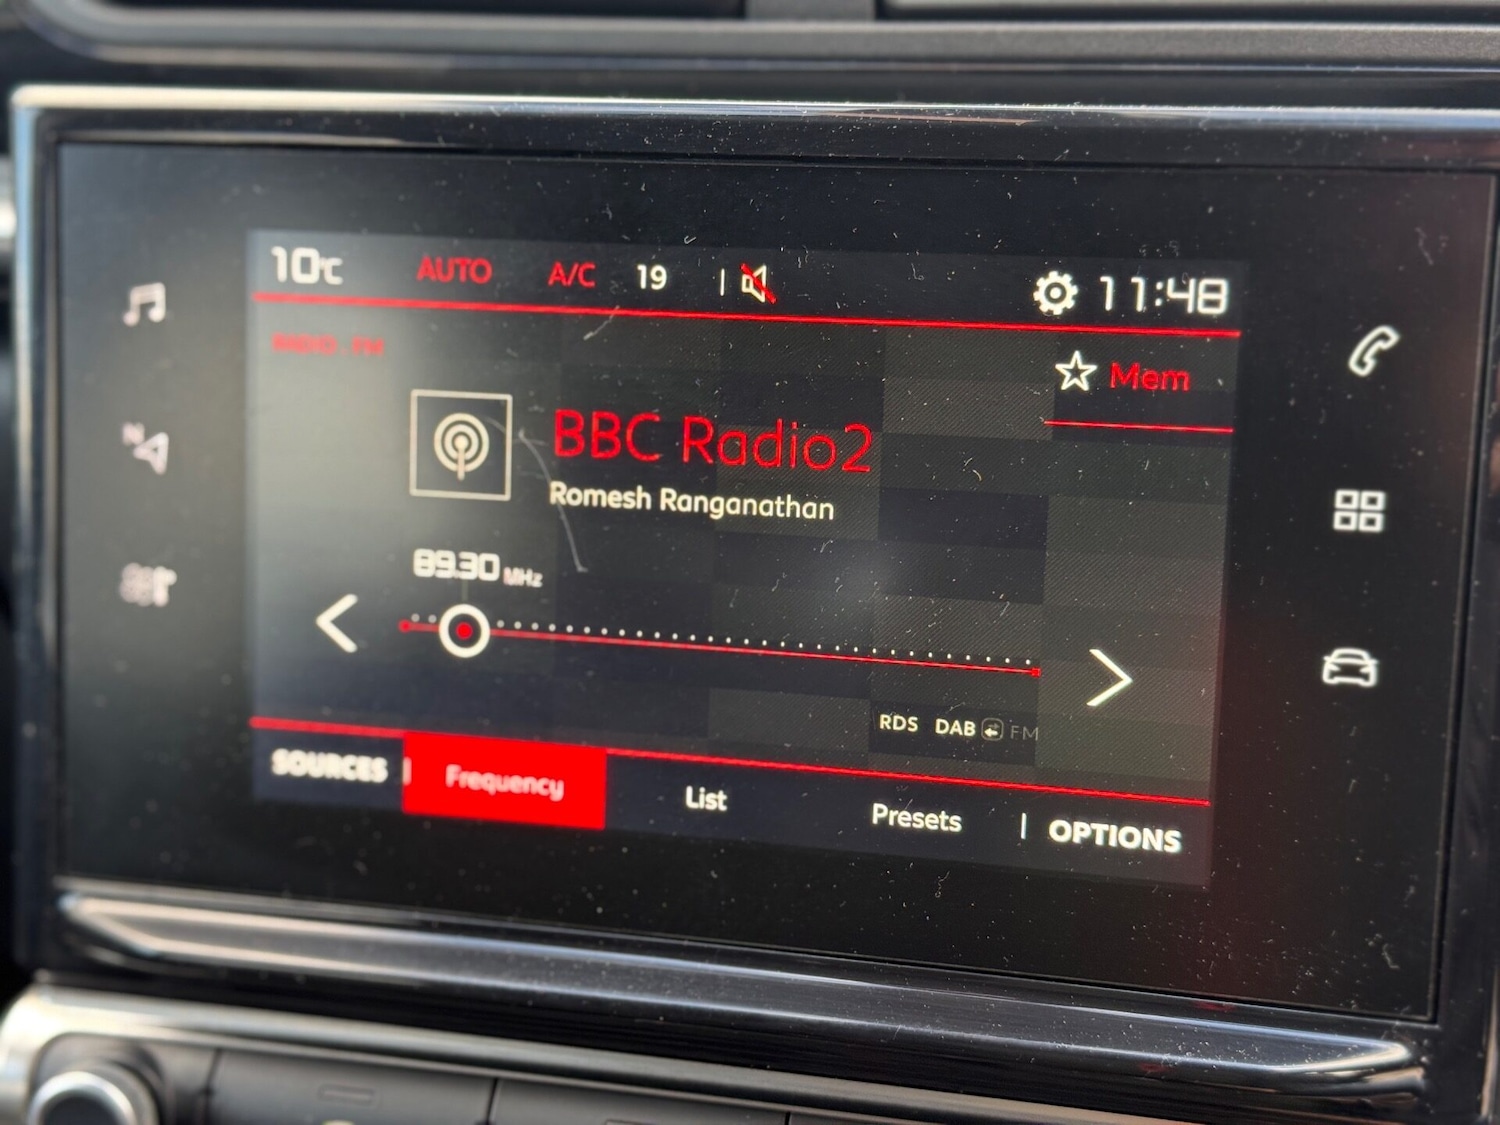 10°C AUTO A/C 19 11:48
RADIO . FM
Mem
BBC Radio2
Romesh Ranganathan
89.30 MHz
N
RDS DAB FM
SOURCES Frequency List Presets OPTIONS